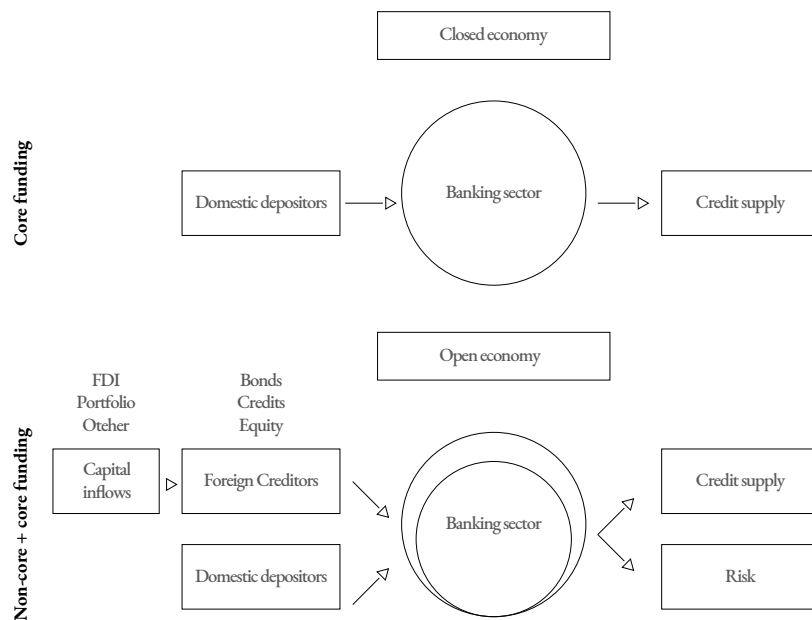 Closed economy
Core funding
Domestic depositors
Banking sector
Credit supply
Open economy
Non-core + core funding
FDI
Portfolio
Oteher
Bonds
Credits
Equity
Capital
inflows
Foreign Creditors
Banking sector
Credit supply
Domestic depositors
Risk